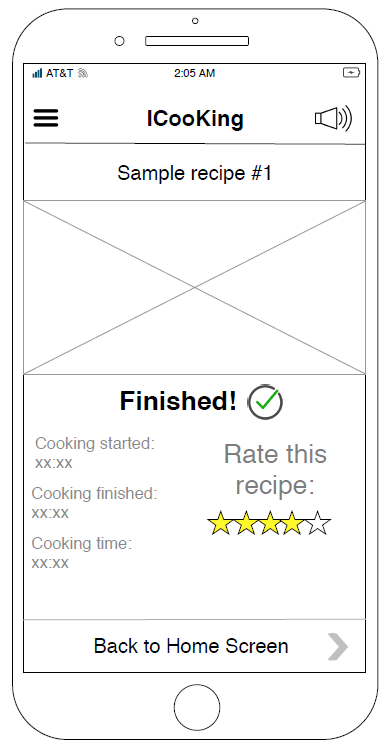 AT&T 2:05 AM
ICooKing
Sample recipe #1
Finished!
Cooking started:
xx:xx
Cooking finished:
xx:xx
Cooking time:
xx:xx
Rate this
recipe:
Back to Home Screen